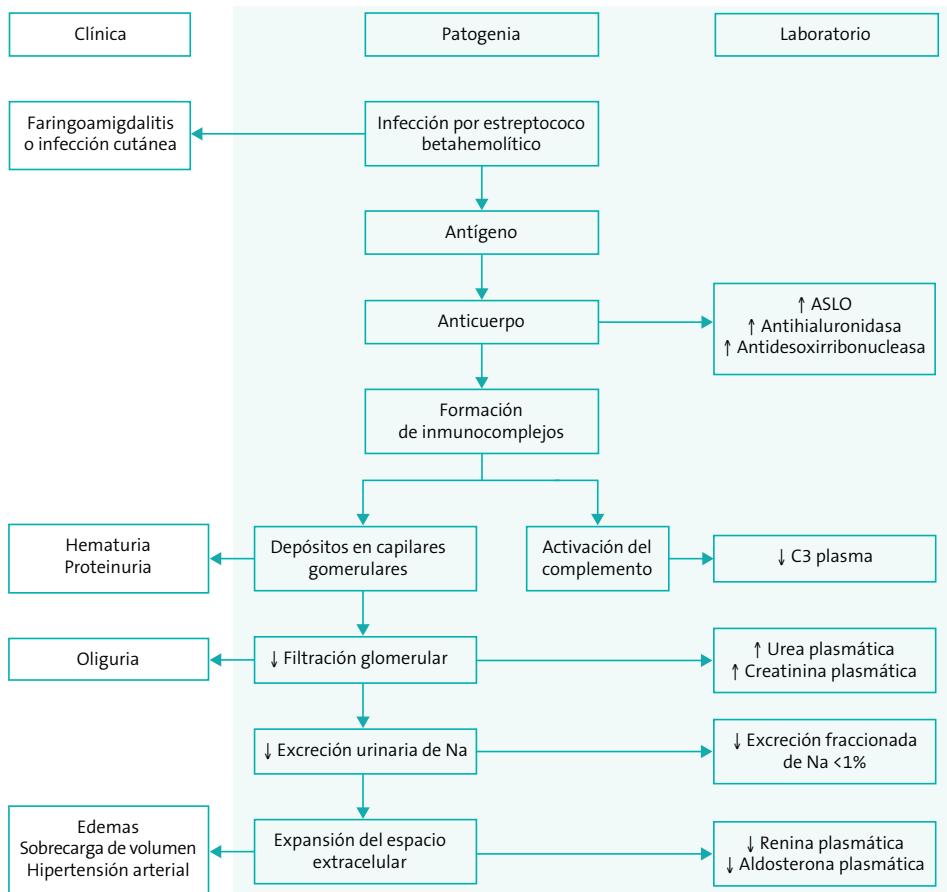 Clínica
Patogenia
Laboratorio
Faringoamigdalitis
o infección cutánea
Infección por estreptococo
betahemolítico
Antígeno
Anticuerpo
↑ ASLO
↑ Antihialuronidasa
↑ Antidesoxirribonucleasa
Formación
de inmunocomplejos
Hematuria
Proteinuria
Depósitos en capilares
gomerulares
Activación del
complemento
↓ C3 plasma
Oliguria
↓ Filtración glomerular
↑ Urea plasmática
↑ Creatinina plasmática
↓ Excreción urinaria de Na
↓ Excreción fraccionada
de Na <1%
Edemas
Sobrecarga de volumen
Hipertensión arterial
Expansión del espacio
extracelular
↓ Renina plasmática
↓ Aldosterona plasmática